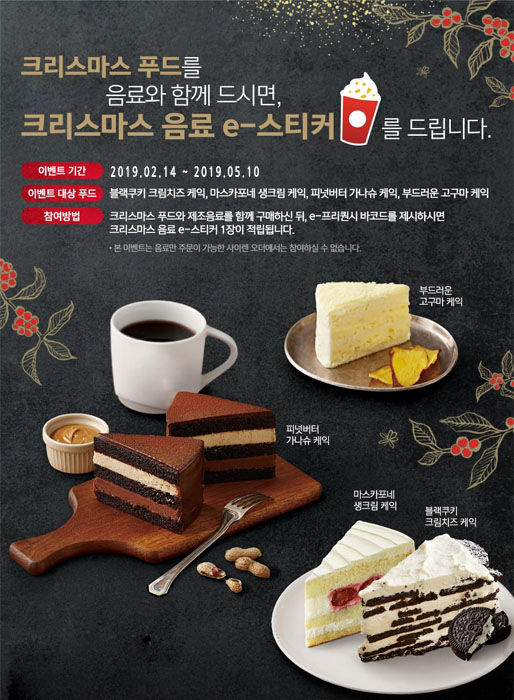 크리스마스 푸드를
음료와 함께 드시면,
크리스마스 음료 e-스티커 를 드립니다.
이벤트 기간 2019.02.14 ~ 2019.05.10
이벤트 대상 푸드 블랙쿠키 크림치즈 케익, 마스카포네 생크림 케익, 피넛버터 가나슈 케익, 부드러운 고구마 케익
참여방법 크리스마스 푸드와 제조음료를 함께 구매하신 뒤, e-프리퀀시 바코드를 제시하시면
크리스마스 음료 e-스티커 1장이 적립됩니다.
• 본 이벤트는 음료만 주문이 가능한 사이렌 오더에서는 참여하실 수 없습니다.
부드러운
고구마 케익
피넛버터
가나슈 케익
마스카포네
생크림 케익
블랙쿠키
크림치즈 케익